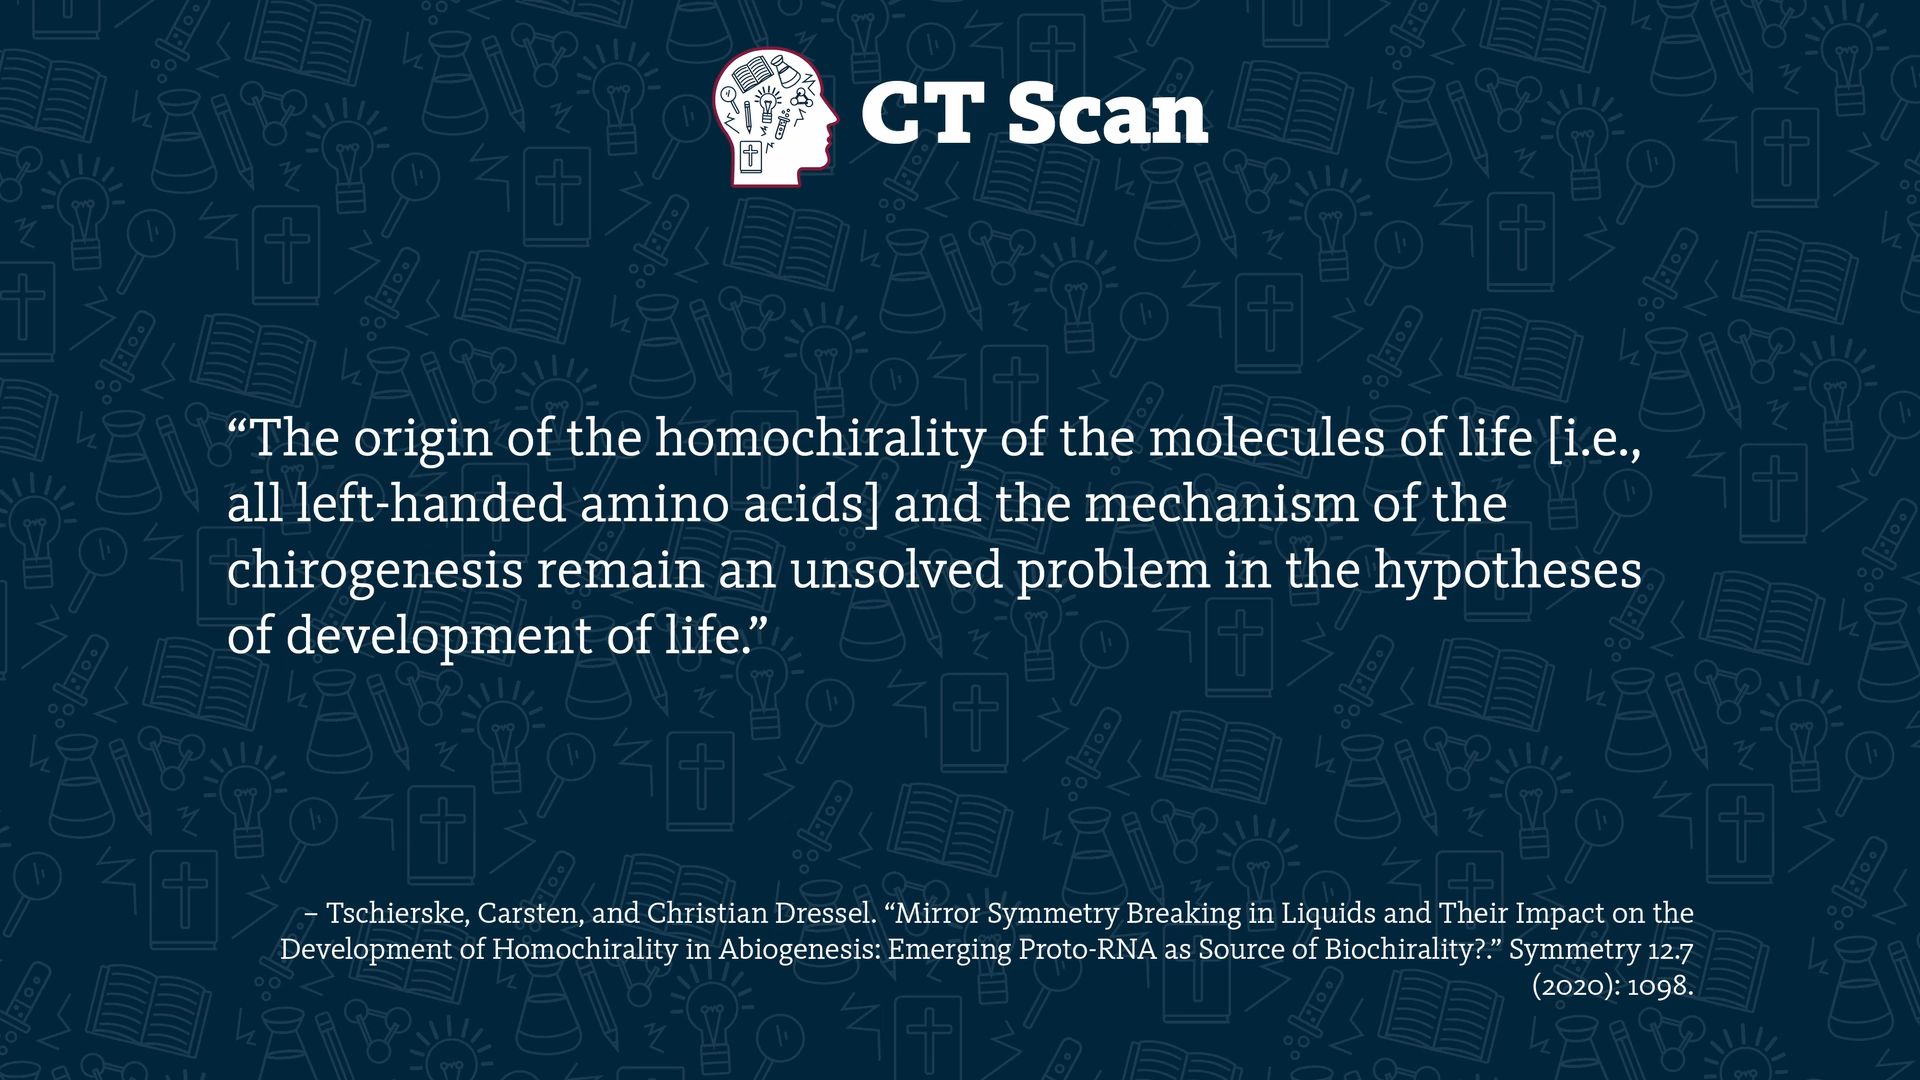 CT Scan
“The origin of the homochirality of the molecules of life [i.e.,
all left-handed amino acids] and the mechanism of the
chirogenesis remain an unsolved problem in the hypotheses
of development of life.”
– Tschierske, Carsten, and Christian Dressel. “Mirror Symmetry Breaking in Liquids and Their Impact on the
Development of Homochirality in Abiogenesis: Emerging Proto-RNA as Source of Biochirality?.” Symmetry 12.7
(2020): 1098.